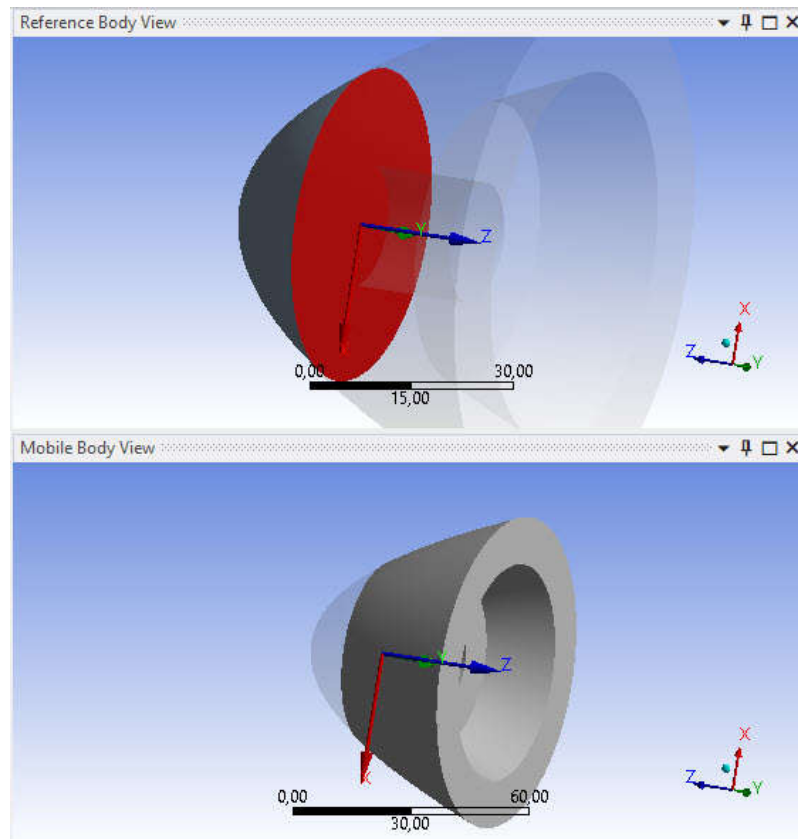 Reference Body View
Y
Z
X
X
Z
Y
0,00
30,00
15,00
Mobile Body View
Y
Z
X
X
Z
Y
0,00
60,00
30,00